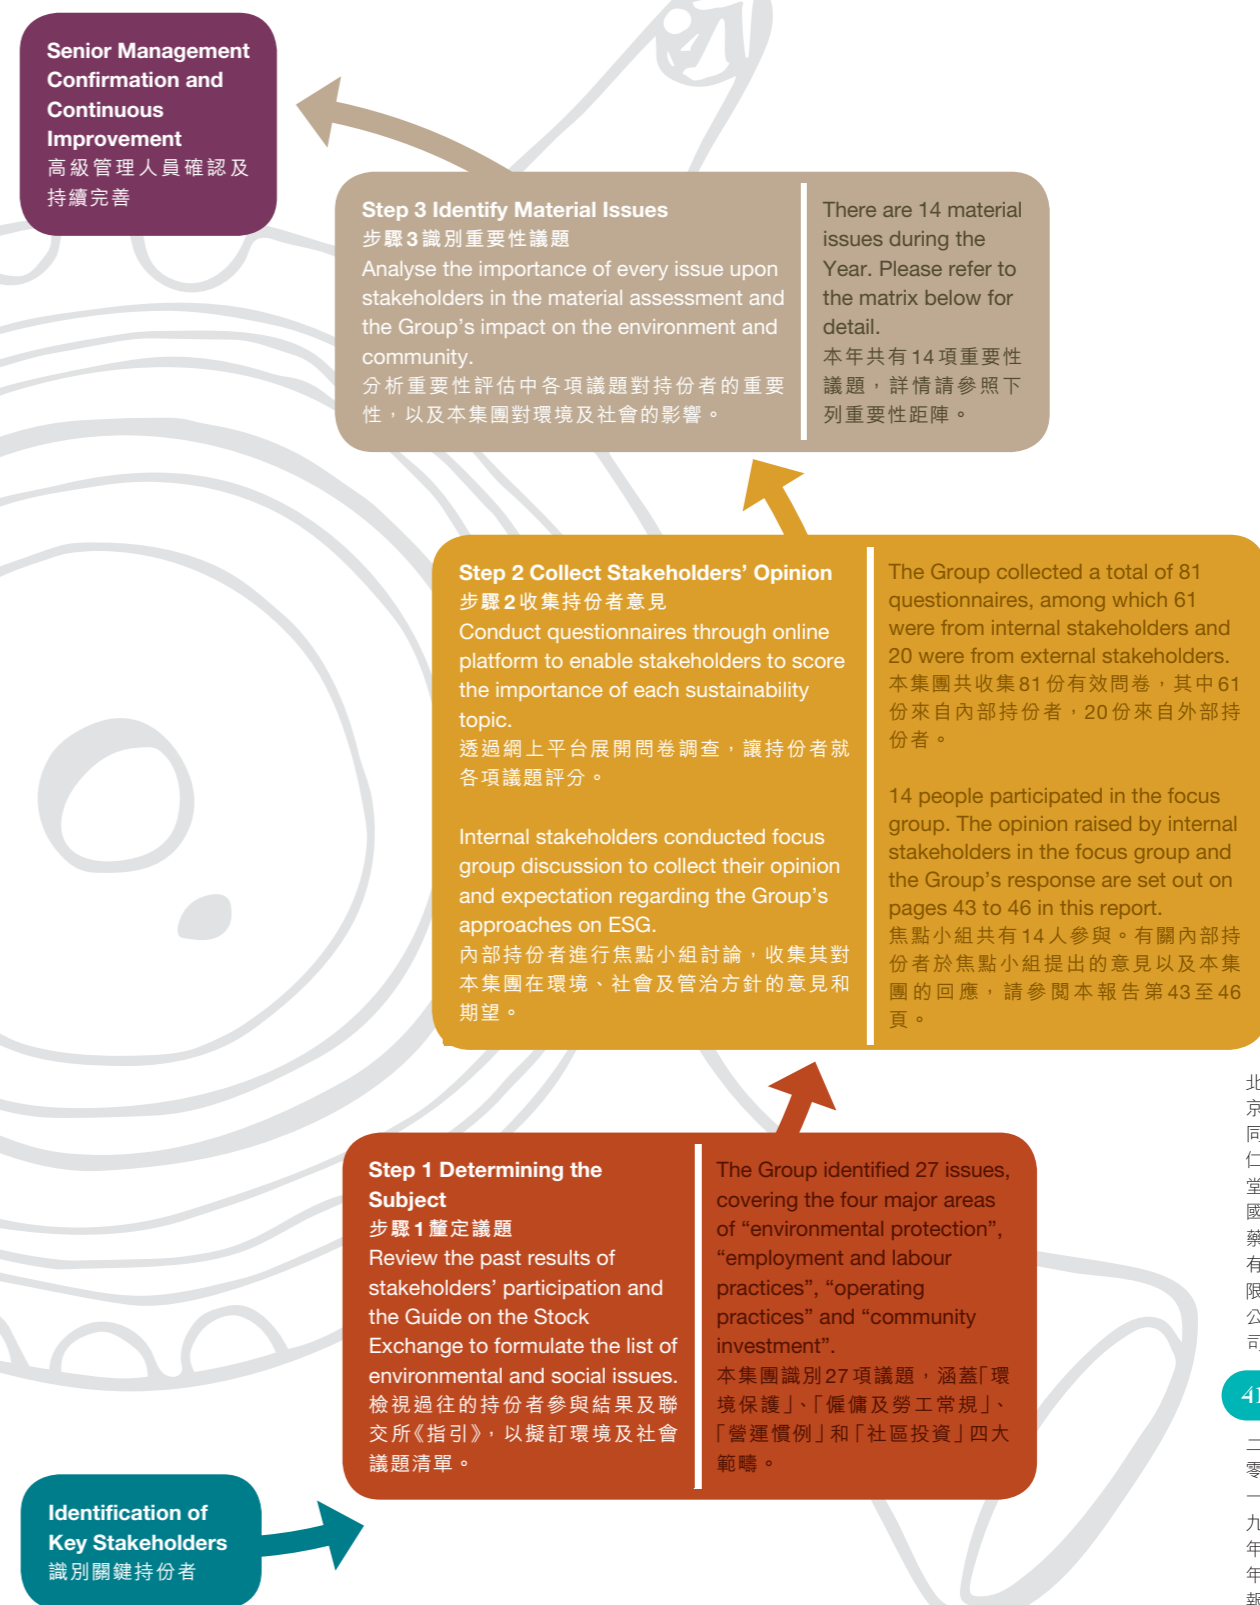 Senior Management
Confirmation and
Continuous
Improvement
高級管理人員確認及
持續完善
Step 3 Identify Material Issues
步驟3識別重要性議題
Analyse the importance of every issue upon
stakeholders in the material assessment and
the Group’s impact on the environment and
community.
分析重要性評估中各項議題對持份者的重要
性，以及本集團對環境及社會的影響。
There are 14 material
issues during the
Year. Please refer to
the matrix below for
detail.
本年共有14項重要性
議題，詳情請參照下
列重要性距陣。
Step 2 Collect Stakeholders’ Opinion
步驟2收集持份者意見
Conduct questionnaires through online
platform to enable stakeholders to score
the importance of each sustainability
topic.
透過網上平台展開問卷調查，讓持份者就
各項議題評分。
Internal stakeholders conducted focus
group discussion to collect their opinion
and expectation regarding the Group’s
approaches on ESG.
內部持份者進行焦點小組討論，收集其對
本集團在環境、社會及管治方針的意見和
期望。
The Group collected a total of 81
questionnaires, among which 61
were from internal stakeholders and
20 were from external stakeholders.
本集團共收集81份有效問卷，其中61
份來自內部持份者，20份來自外部持
份者。
14 people participated in the focus
group. The opinion raised by internal
stakeholders in the focus group and
the Group’s response are set out on
pages 43 to 46 in this report.
焦點小組共有14人參與。有關內部持
份者於焦點小組提出的意見以及本集
團的回應，請參閱本報告第43至46
頁。
Step 1 Determining the
Subject
步驟1釐定議題
Review the past results of
stakeholders’ participation and
the Guide on the Stock
Exchange to formulate the list of
environmental and social issues.
檢視過往的持份者參與結果及聯
交所《指引》，以擬訂環境及社會
議題清單。
The Group identified 27 issues,
covering the four major areas
of “environmental protection”,
“employment and labour
practices”, “operating
practices” and “community
investment”.
本集團識別27項議題，涵蓋「環
境保護」、「僱傭及勞工常規」、
「營運慣例」和「社區投資」四大
範疇。
Identification of
Key Stakeholders
識別關鍵持份者
北京同仁堂國藥有限公司
41
二零一九年年報